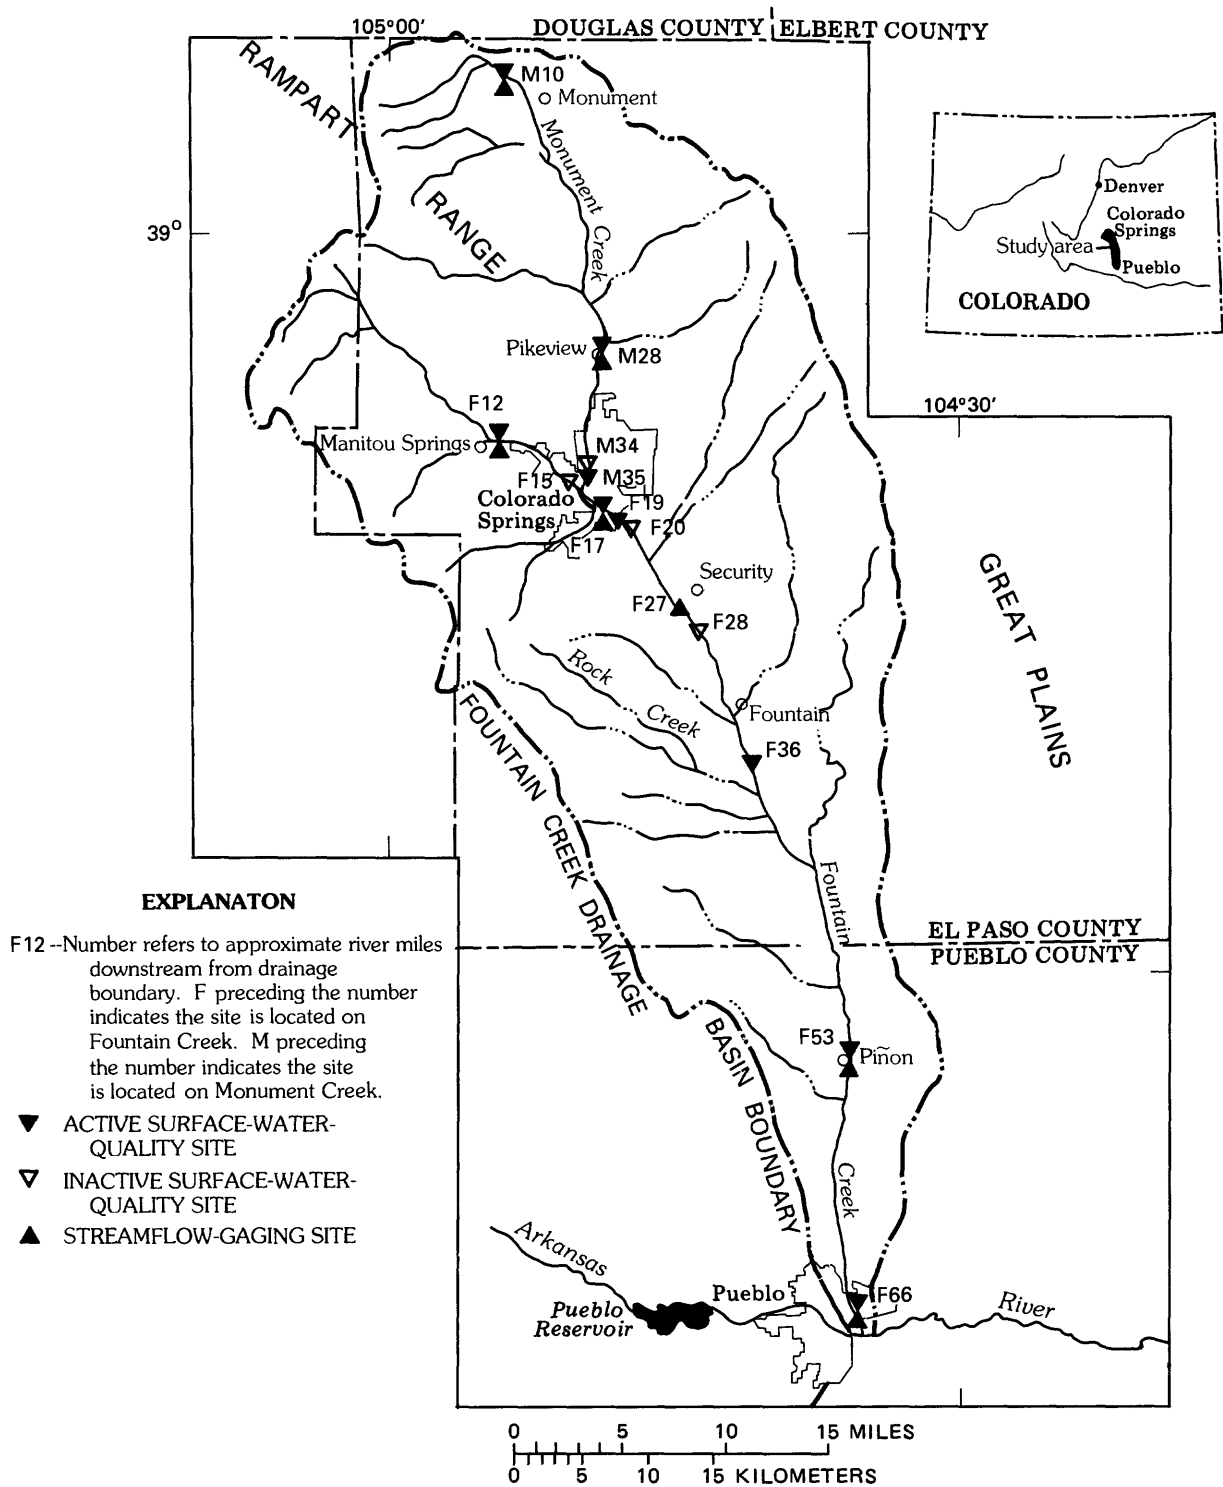 105°00'
DOUGLAS COUNTY
ELBERT COUNTY
RAMPART
RANGE
M10
Monument
Monument Creek
39°
Denver
Colorado
Springs
Study area
Pueblo
COLORADO
Pikeview
M28
104°30'
F12
Manitou Springs
M34
F15
M35
Colorado
Springs
F19
F17
F20
Security
F27
F28
Rock
Creek
Fountain
F36
GREAT PLAINS
FOUNTAIN CREEK DRAINAGE
BASIN BOUNDARY
Fountain
Creek
EL PASO COUNTY
PUEBLO COUNTY
F53
Piñon
Arkansas
River
Pueblo
Pueblo
Reservoir
F66
EXPLANATON
F12 --Number refers to approximate river miles
downstream from drainage
boundary. F preceding the number
indicates the site is located on
Fountain Creek. M preceding
the number indicates the site
is located on Monument Creek.
ACTIVE SURFACE-WATER-
QUALITY SITE
INACTIVE SURFACE-WATER-
QUALITY SITE
STREAMFLOW-GAGING SITE
0 5 10 15 MILES
0 5 10 15 KILOMETERS